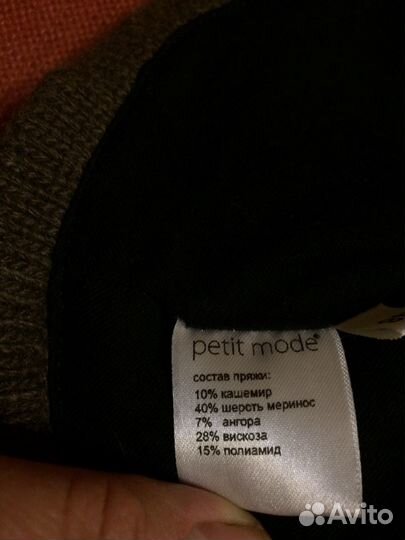 petit mode®
состав пряжи:
10% кашемир
40% шерсть меринос
7% ангора
28% вискоза
15% полиамид
Avito